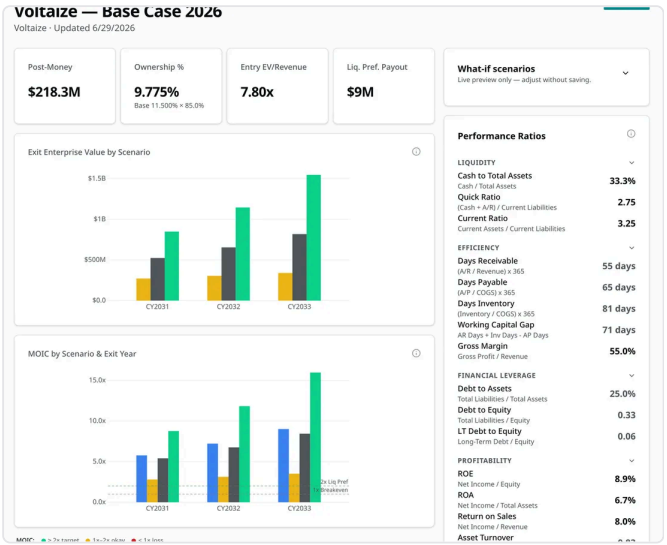 Voltaize — Base Case 2026
Voltaize · Updated 6/29/2026
Post-Money
$218.3M
Ownership %
9.775%
Base 11.500% × 85.0%
Entry EV/Revenue
7.80x
Liq. Pref. Payout
$9M
What-if scenarios
Live preview only — adjust without saving.
Exit Enterprise Value by Scenario
$1.5B
$1B
$500M
$0.0
CY2031
CY2032
CY2033
MOIC by Scenario & Exit Year
15.0x
10.0x
5.0x
0.0x
2x Liq Pref
1x Breakeven
CY2031
CY2032
CY2033
MOIC:
≥ 2x target
1x–2x okay
< 1x loss
Performance Ratios
LIQUIDITY
Cash to Total Assets
Cash / Total Assets
33.3%
Quick Ratio
(Cash + A/R) / Current Liabilities
2.75
Current Ratio
Current Assets / Current Liabilities
3.25
EFFICIENCY
Days Receivable
(A/R / Revenue) x 365
55 days
Days Payable
(A/P / COGS) x 365
65 days
Days Inventory
(Inventory / COGS) x 365
81 days
Working Capital Gap
AR Days + Inv Days - AP Days
71 days
Gross Margin
Gross Profit / Revenue
55.0%
FINANCIAL LEVERAGE
Debt to Assets
Total Liabilities / Total Assets
25.0%
Debt to Equity
Total Liabilities / Equity
0.33
LT Debt to Equity
Long-Term Debt / Equity
0.06
PROFITABILITY
ROE
Net Income / Equity
8.9%
ROA
Net Income / Total Assets
6.7%
Return on Sales
Net Income / Revenue
8.0%
Asset Turnover